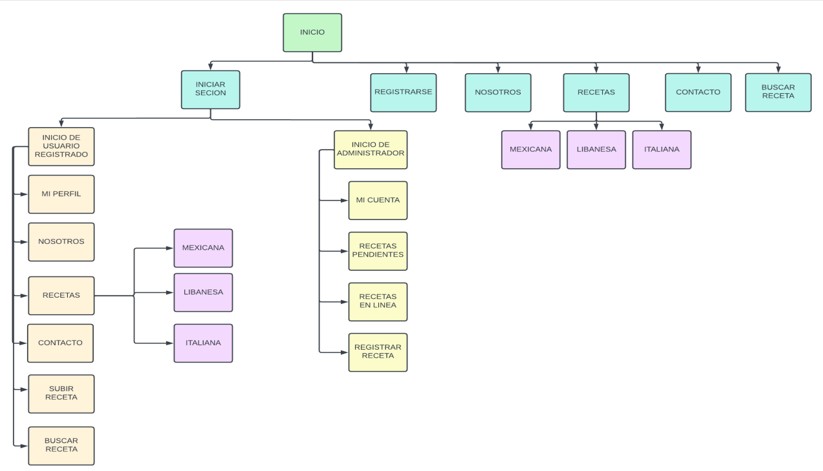 INICIO
INICIAR
SECION
REGISTRARSE
NOSOTROS
RECETAS
CONTACTO
BUSCAR
RECETA
INICIO DE
USUARIO
REGISTRADO
INICIO DE
ADMINISTRADOR
MEXICANA
LIBANESA
ITALIANA
MI PERFIL
NOSOTROS
RECETAS
CONTACTO
SUBIR
RECETA
BUSCAR
RECETA
MEXICANA
LIBANESA
ITALIANA
MI CUENTA
RECETAS
PENDIENTES
RECETAS
EN LINEA
REGISTRAR
RECETA